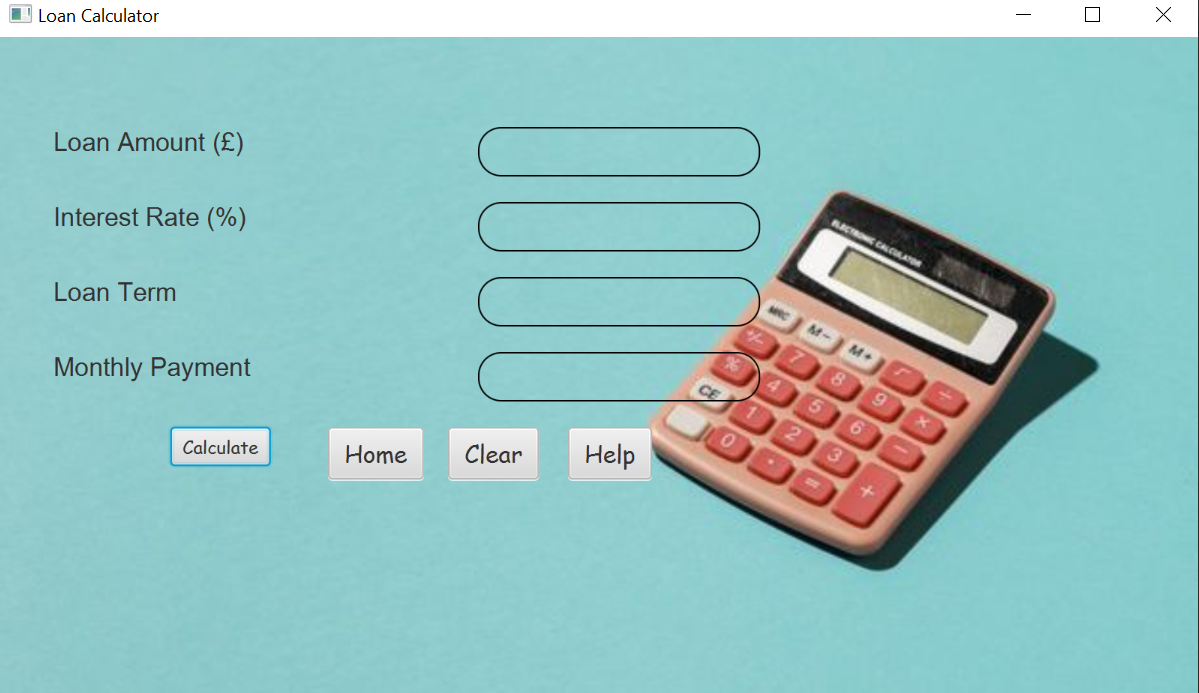 Loan Calculator
Loan Amount (£)
Interest Rate (%)
Loan Term
Monthly Payment
Calculate Home Clear Help
ELECTRONIC CALCULATOR
MRC M− M+ √ ÷
+/− 7 8 9 ×
% 4 5 6 −
CE 1 2 3 +
0 · =